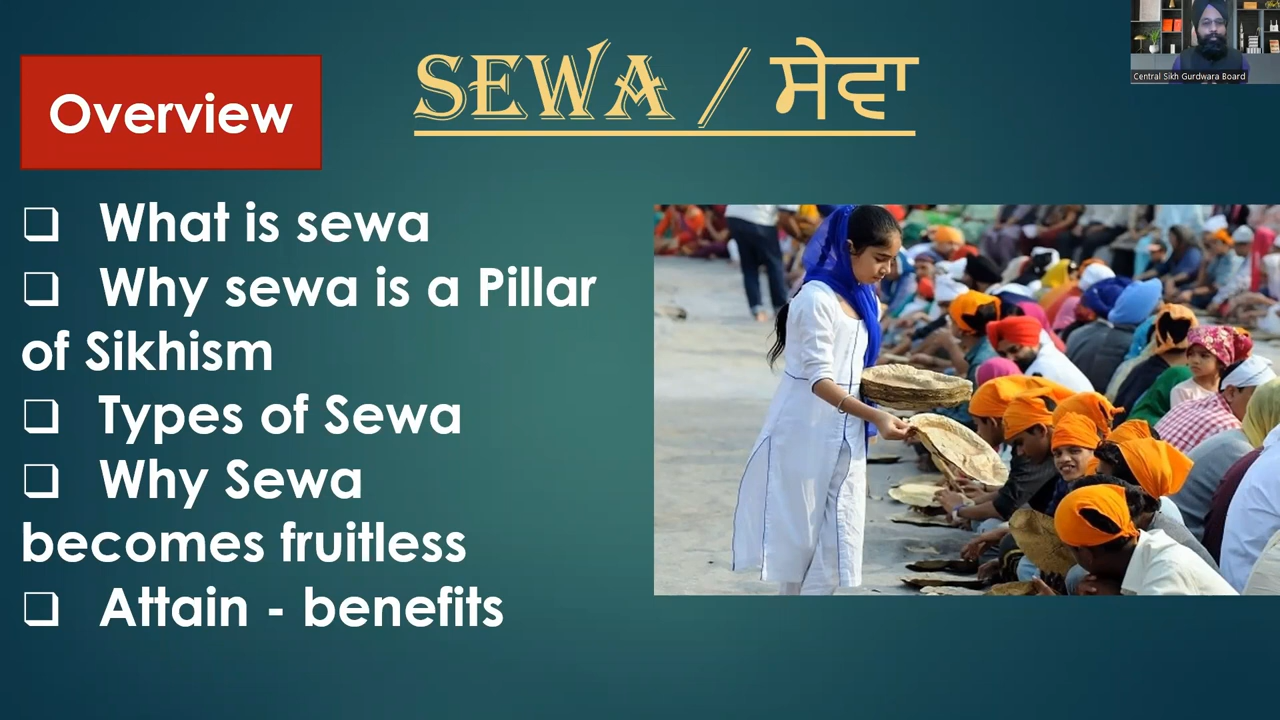 SEWA / ਸੇਵਾ
Central Sikh Gurdwara Board
Overview
❑ What is sewa
❑ Why sewa is a Pillar
of Sikhism
❑ Types of Sewa
❑ Why Sewa
becomes fruitless
❑ Attain - benefits